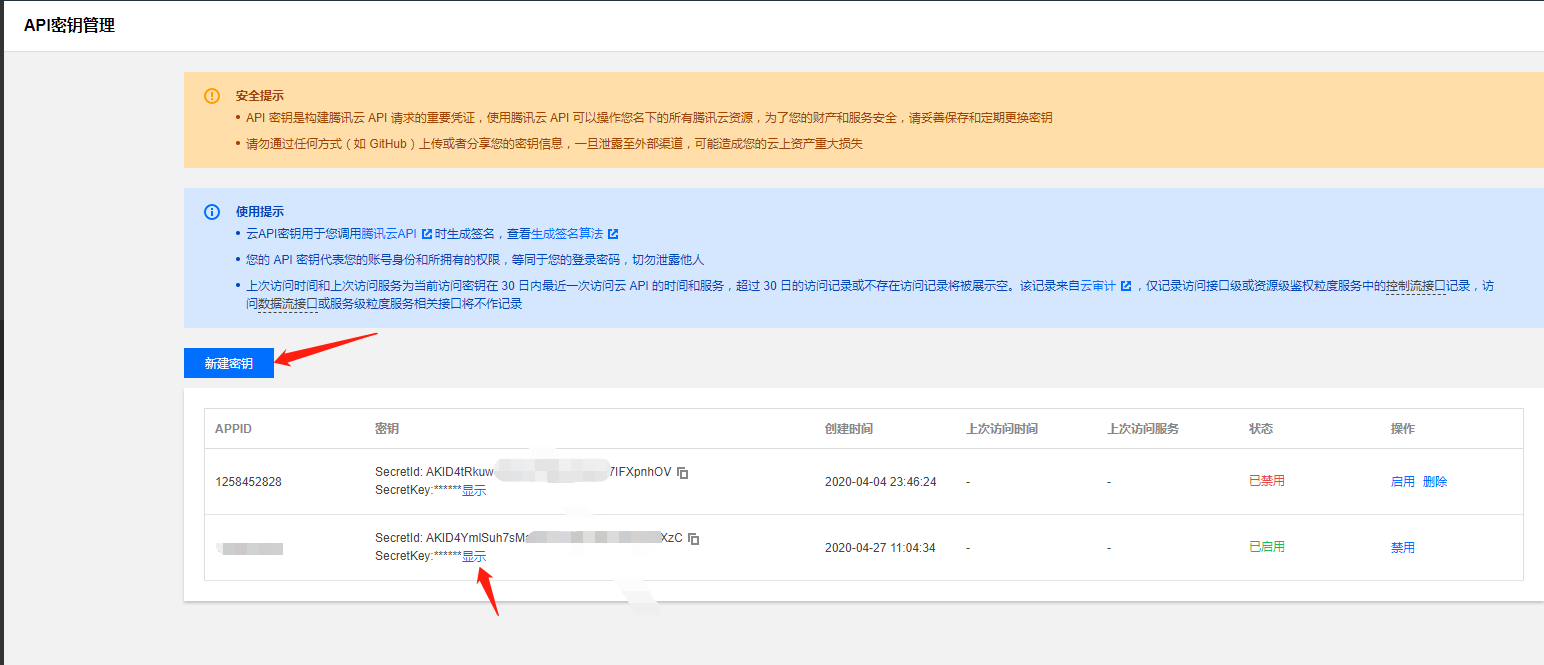 API密钥管理
安全提示
• API 密钥是构建腾讯云 API 请求的重要凭证，使用腾讯云 API 可以操作您名下的所有腾讯云资源，为了您的财产和服务安全，请妥善保存和定期更换密钥
• 请勿通过任何方式（如 GitHub）上传或者分享您的密钥信息，一旦泄露至外部渠道，可能造成您的云上资产重大损失
使用提示
• 云API密钥用于您调用腾讯云API 时生成签名，查看生成签名算法
• 您的 API 密钥代表您的账号身份和所拥有的权限，等同于您的登录密码，切勿泄露他人
• 上次访问时间和上次访问服务为当前访问密钥在 30 日内最近一次访问云 API 的时间和服务，超过 30 日的访问记录或不存在访问记录将被展示空。该记录来自云审计 ，仅记录访问接口级或资源级鉴权粒度服务中的控制流接口记录，访
问数据流接口或服务级粒度服务相关接口将不作记录
新建密钥
APPID 密钥 创建时间 上次访问时间 上次访问服务 状态 操作
SecretId: AKID4tRkuw 7IFXpnhOV
1258452828 2020-04-04 23:46:24 - - 已禁用 启用 删除
SecretKey:******显示
SecretId: AKID4YmlSuh7sM XzC
2020-04-27 11:04:34 - - 已启用 禁用
SecretKey:******显示